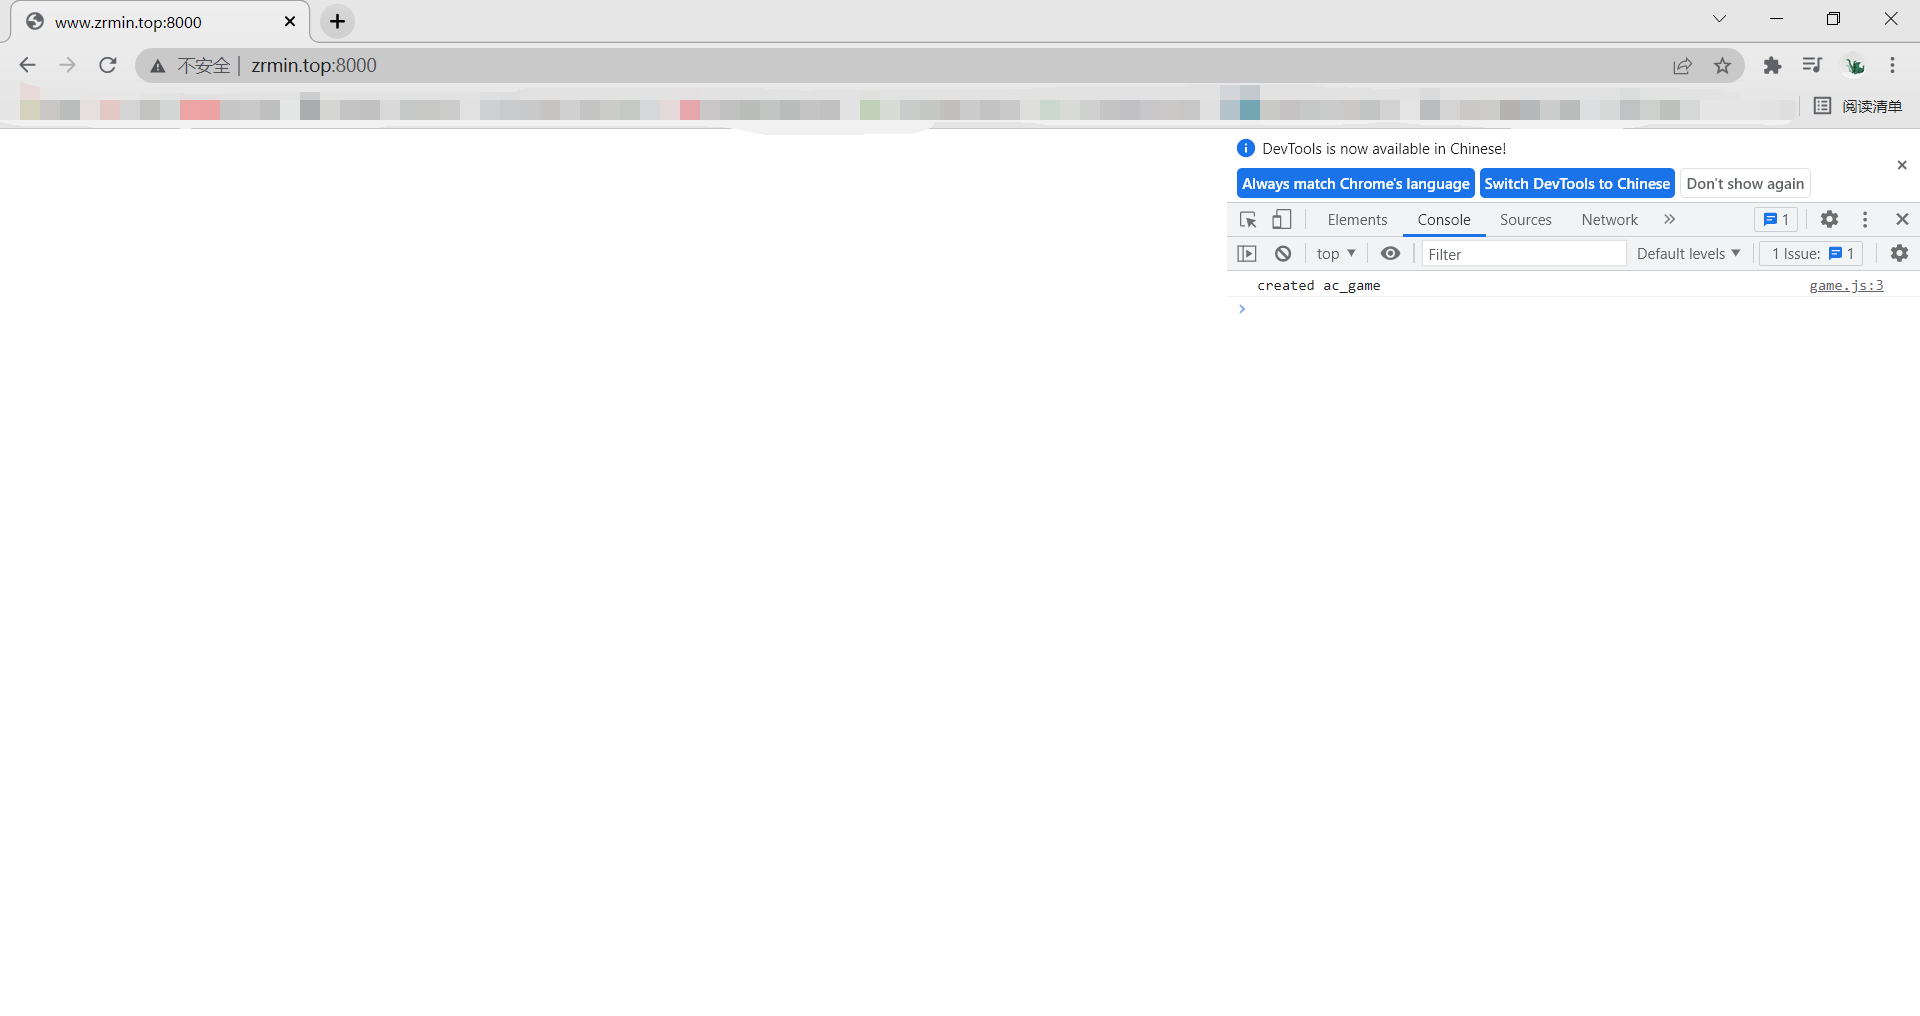 www.zrmin.top:8000
不安全 | zrmin.top:8000
阅读清单
DevTools is now available in Chinese!
Always match Chrome's language Switch DevTools to Chinese Don't show again
Elements Console Sources Network 1
top Filter Default levels 1 Issue: 1
created ac_game game.js:3